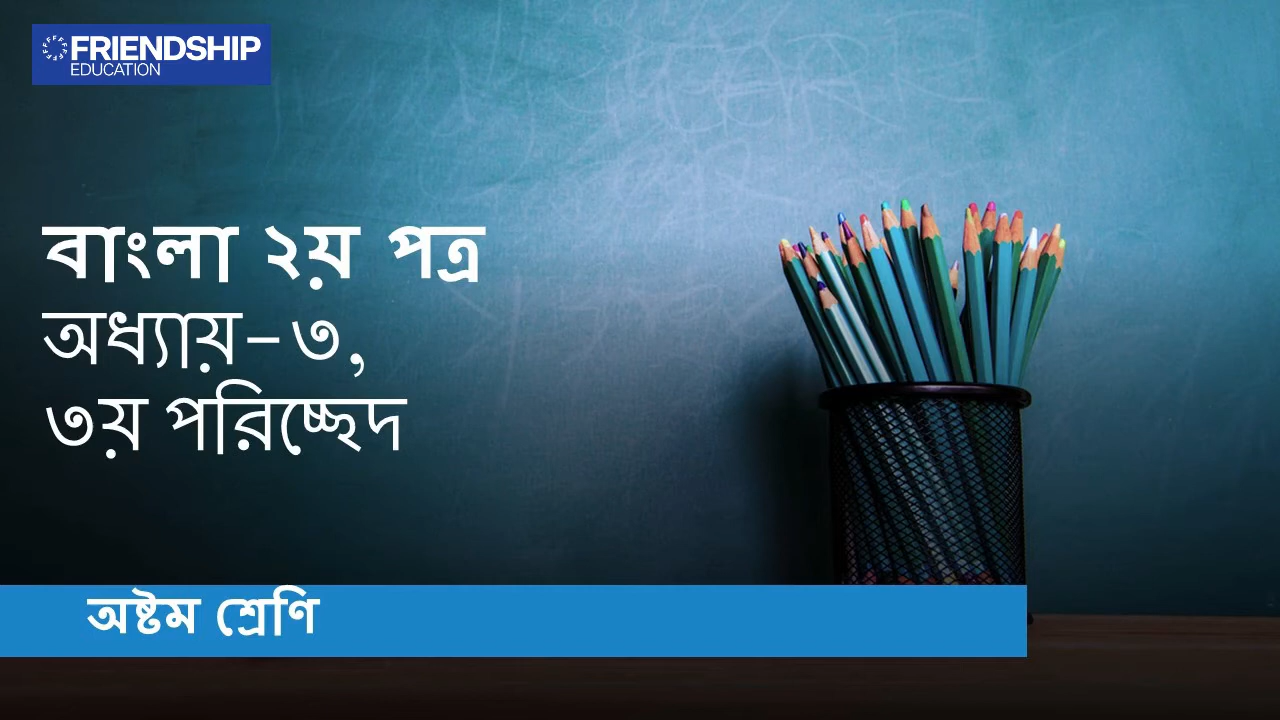 FRIENDSHIP
EDUCATION
বাংলা ২য় পত্র
অধ্যায়-৩,
৩য় পরিচ্ছেদ
অষ্টম শ্রেণি